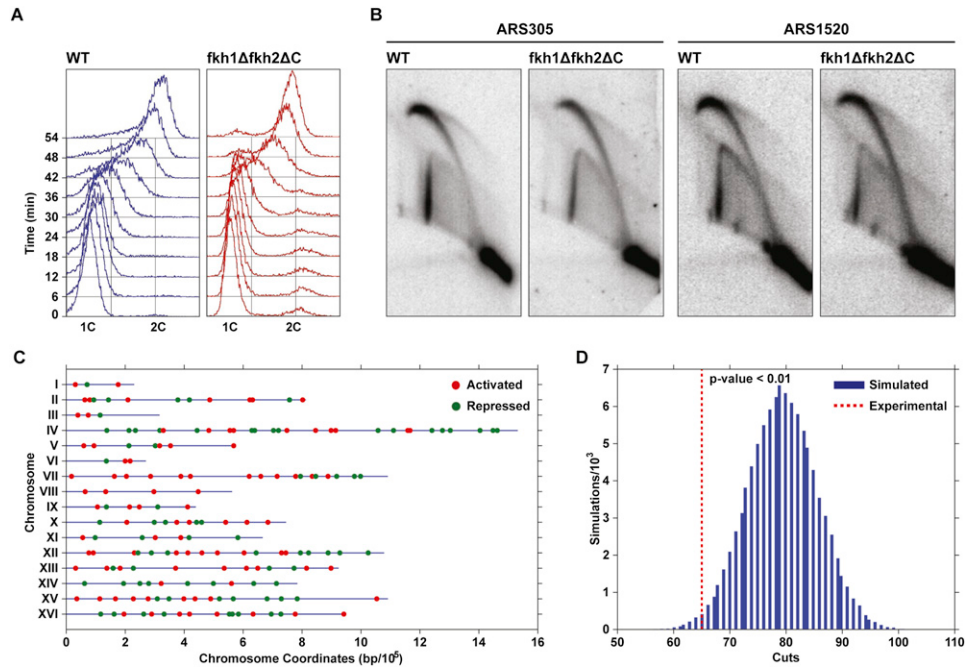 A
WT
fkh1Δfkh2ΔC
Time (min)
54
48
42
36
30
24
18
12
6
0
1C
2C
1C
2C
B
ARS305
ARS1520
WT
fkh1Δfkh2ΔC
WT
fkh1Δfkh2ΔC
C
Chromosome
I
II
III
IV
V
VI
VII
VIII
IX
X
XI
XII
XIII
XIV
XV
XVI
Activated
Repressed
0
2
4
6
8
10
12
14
16
Chromosome Coordinates (bp/10⁵)
D
Simulations/10³
7
6
5
4
3
2
1
0
p-value < 0.01
Simulated
Experimental
50
60
70
80
90
100
110
Cuts